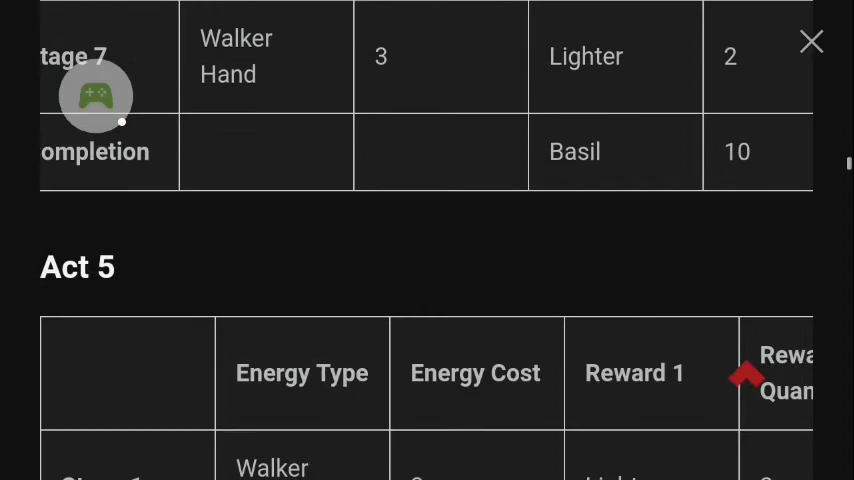 tage 7
Walker
Hand
3
Lighter
2
ompletion
Basil
10
Act 5
Energy Type
Energy Cost
Reward 1
Rewa
Quan
Walker